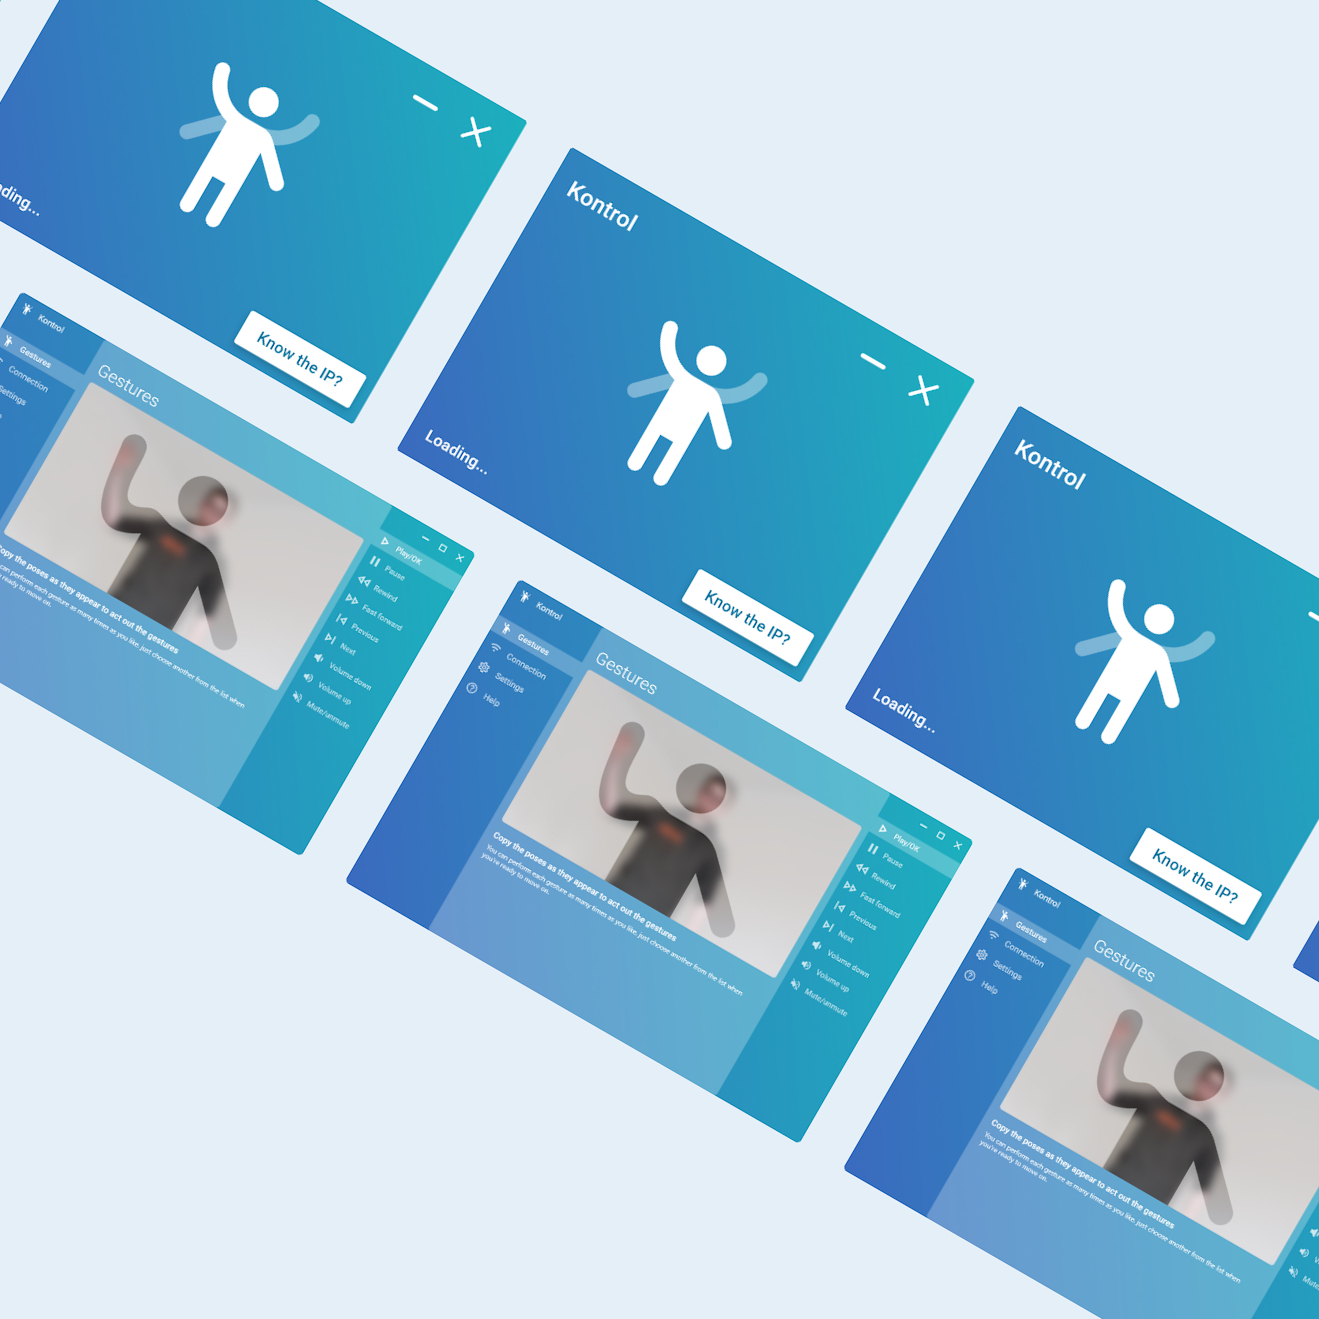 ding...
Know the IP?
Kontrol
Loading...
Know the IP?
Kontrol
Loading...
Know the IP?
Kontrol
Gestures
Connection
Settings
Gestures
Copy the poses as they appear to act out the gestures
can perform each gesture as many times as you like, just choose another from the list when
ready to move on.
Play/OK
Pause
Rewind
Fast forward
Previous
Next
Volume down
Volume up
Mute/unmute
Kontrol
Gestures
Connection
Settings
Help
Gestures
Copy the poses as they appear to act out the gestures
You can perform each gesture as many times as you like, just choose another from the list when
you're ready to move on.
Play/OK
Pause
Rewind
Fast forward
Previous
Next
Volume down
Volume up
Mute/unmute
Kontrol
Gestures
Connection
Settings
Help
Gestures
Copy the poses as they appear to act out the gestures
You can perform each gesture as many times as you like, just choose another from the list when
you're ready to move on.
V
Mute